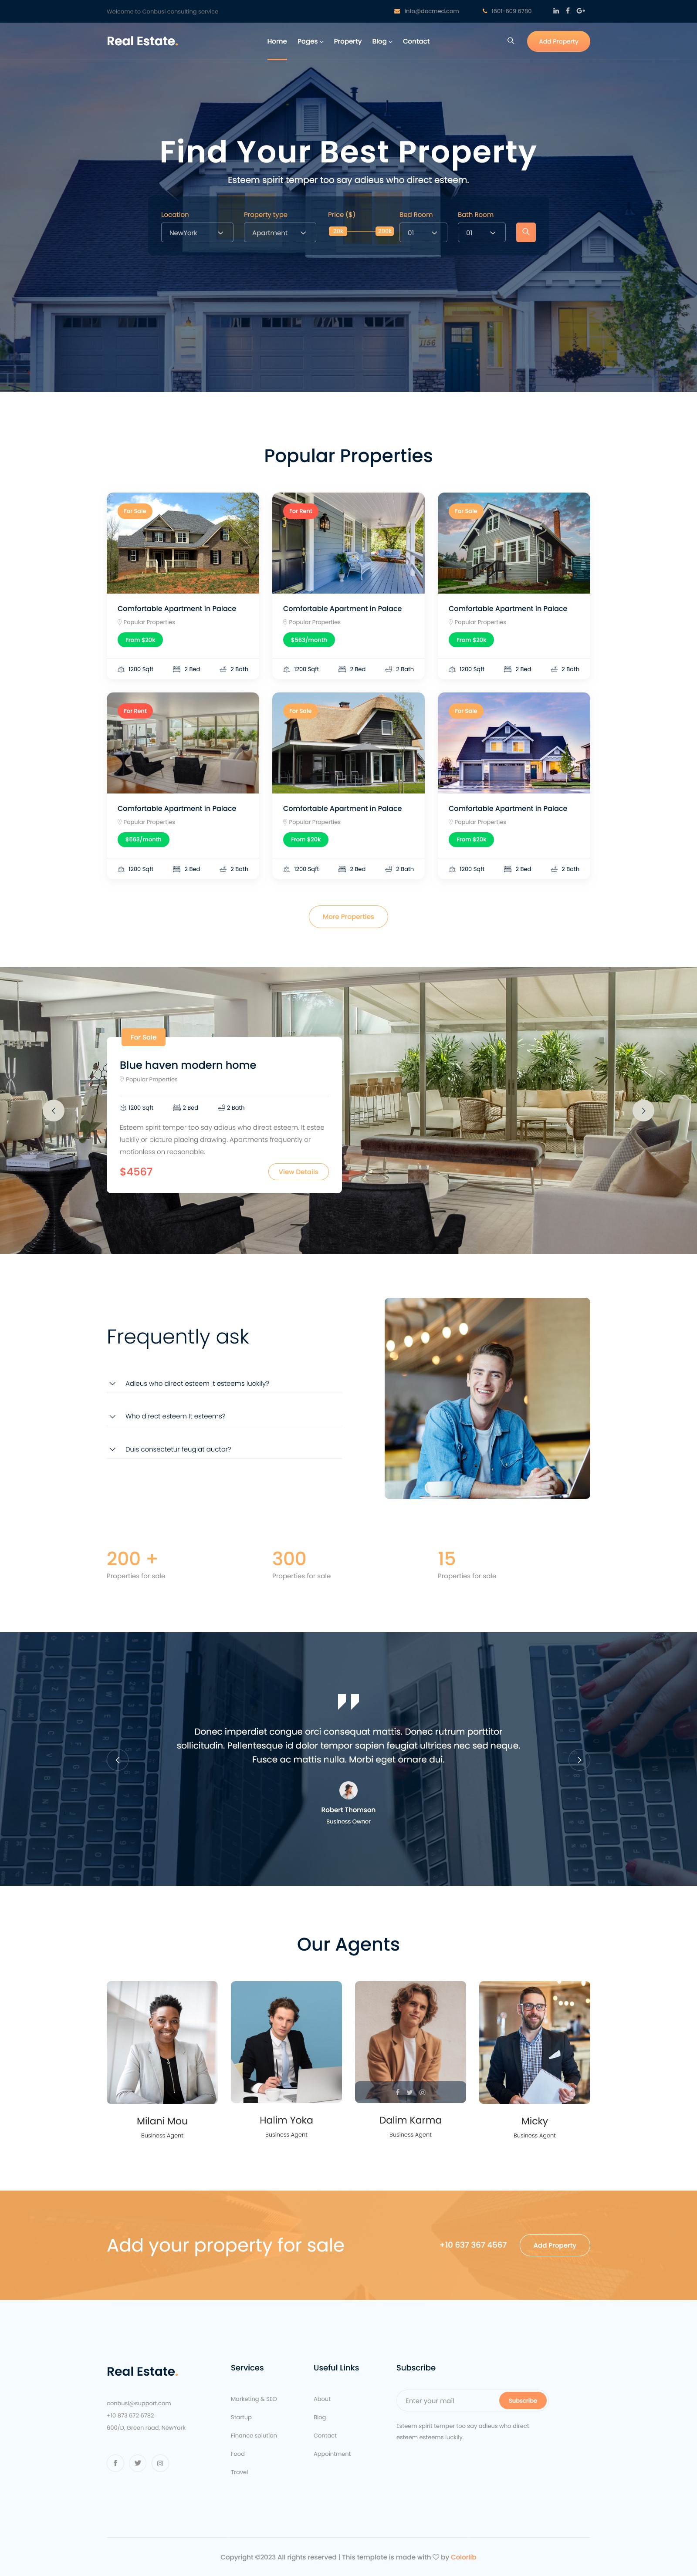 Welcome to Conbusi consulting service
info@docmed.com
1601-609 6780
Real Estate.
Home
Pages
Property
Blog
Contact
Add Property
Find Your Best Property
Esteem spirit temper too say adieus who direct esteem.
Location
Property type
Price ($)
Bed Room
Bath Room
NewYork
Apartment
20k
200k
01
01
Popular Properties
For Sale
For Rent
For Sale
Comfortable Apartment in Palace
Comfortable Apartment in Palace
Comfortable Apartment in Palace
Popular Properties
Popular Properties
Popular Properties
From $20k
$563/month
From $20k
1200 Sqft
2 Bed
2 Bath
1200 Sqft
2 Bed
2 Bath
1200 Sqft
2 Bed
2 Bath
For Rent
For Sale
For Sale
Comfortable Apartment in Palace
Comfortable Apartment in Palace
Comfortable Apartment in Palace
Popular Properties
Popular Properties
Popular Properties
$563/month
From $20k
From $20k
1200 Sqft
2 Bed
2 Bath
1200 Sqft
2 Bed
2 Bath
1200 Sqft
2 Bed
2 Bath
More Properties
For Sale
Blue haven modern home
Popular Properties
1200 Sqft
2 Bed
2 Bath
Esteem spirit temper too say adieus who direct esteem. It estee
luckily or picture placing drawing. Apartments frequently or
motionless on reasonable.
$4567
View Details
Frequently ask
Adieus who direct esteem It esteems luckily?
Who direct esteem It esteems?
Duis consectetur feugiat auctor?
200 +
Properties for sale
300
Properties for sale
15
Properties for sale
Donec imperdiet congue orci consequat mattis. Donec rutrum porttitor
sollicitudin. Pellentesque id dolor tempor sapien feugiat ultrices nec sed neque.
Fusce ac mattis nulla. Morbi eget ornare dui.
Robert Thomson
Business Owner
Our Agents
Milani Mou
Business Agent
Halim Yoka
Business Agent
Dalim Karma
Business Agent
Micky
Business Agent
Add your property for sale
+10 637 367 4567
Add Property
Real Estate.
conbusi@support.com
+10 873 672 6782
600/D, Green road, NewYork
Services
Marketing & SEO
Startup
Finance solution
Food
Travel
Useful Links
About
Blog
Contact
Appointment
Subscribe
Enter your mail
Subscribe
Esteem spirit temper too say adieus who direct
esteem esteems luckily.
Copyright ©2023 All rights reserved | This template is made with ♡ by Colorlib